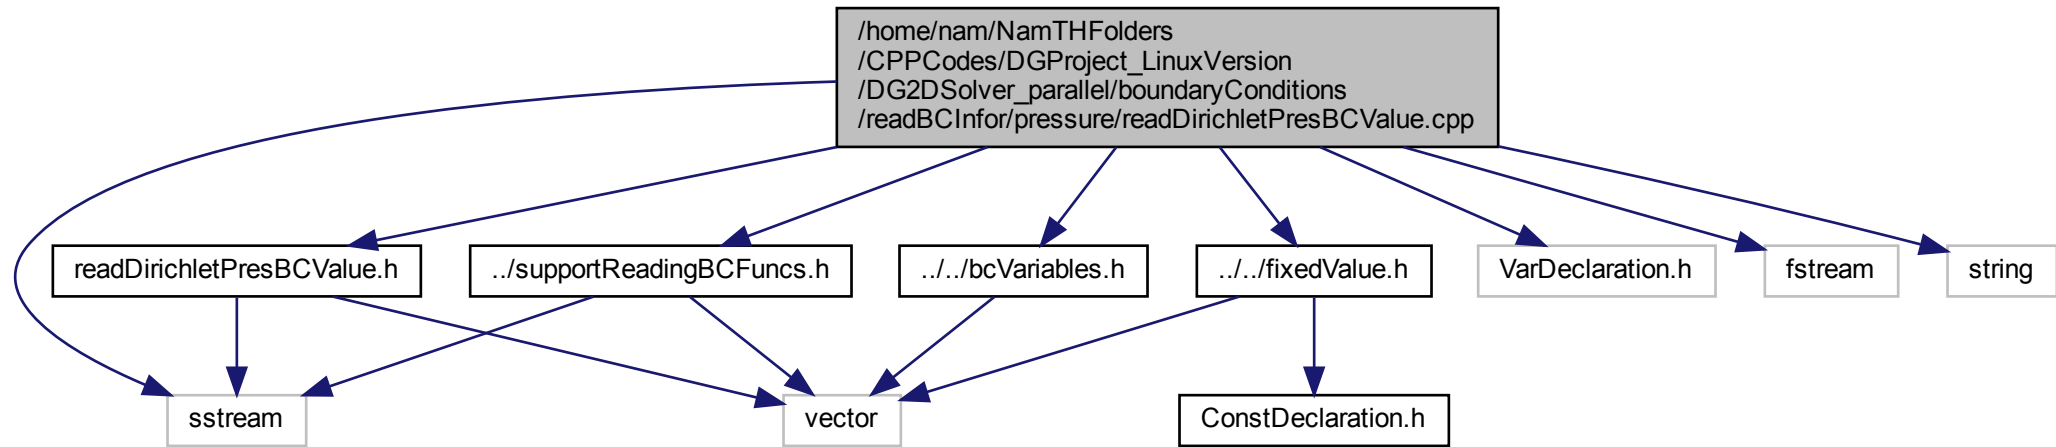 /home/nam/NamTHFolders
/CPPCodes/DGProject_LinuxVersion
/DG2DSolver_parallel/boundaryConditions
/readBCInfor/pressure/readDirichletPresBCValue.cpp
readDirichletPresBCValue.h
../supportReadingBCFuncs.h
../../bcVariables.h
../../fixedValue.h
VarDeclaration.h
fstream
string
sstream
vector
ConstDeclaration.h